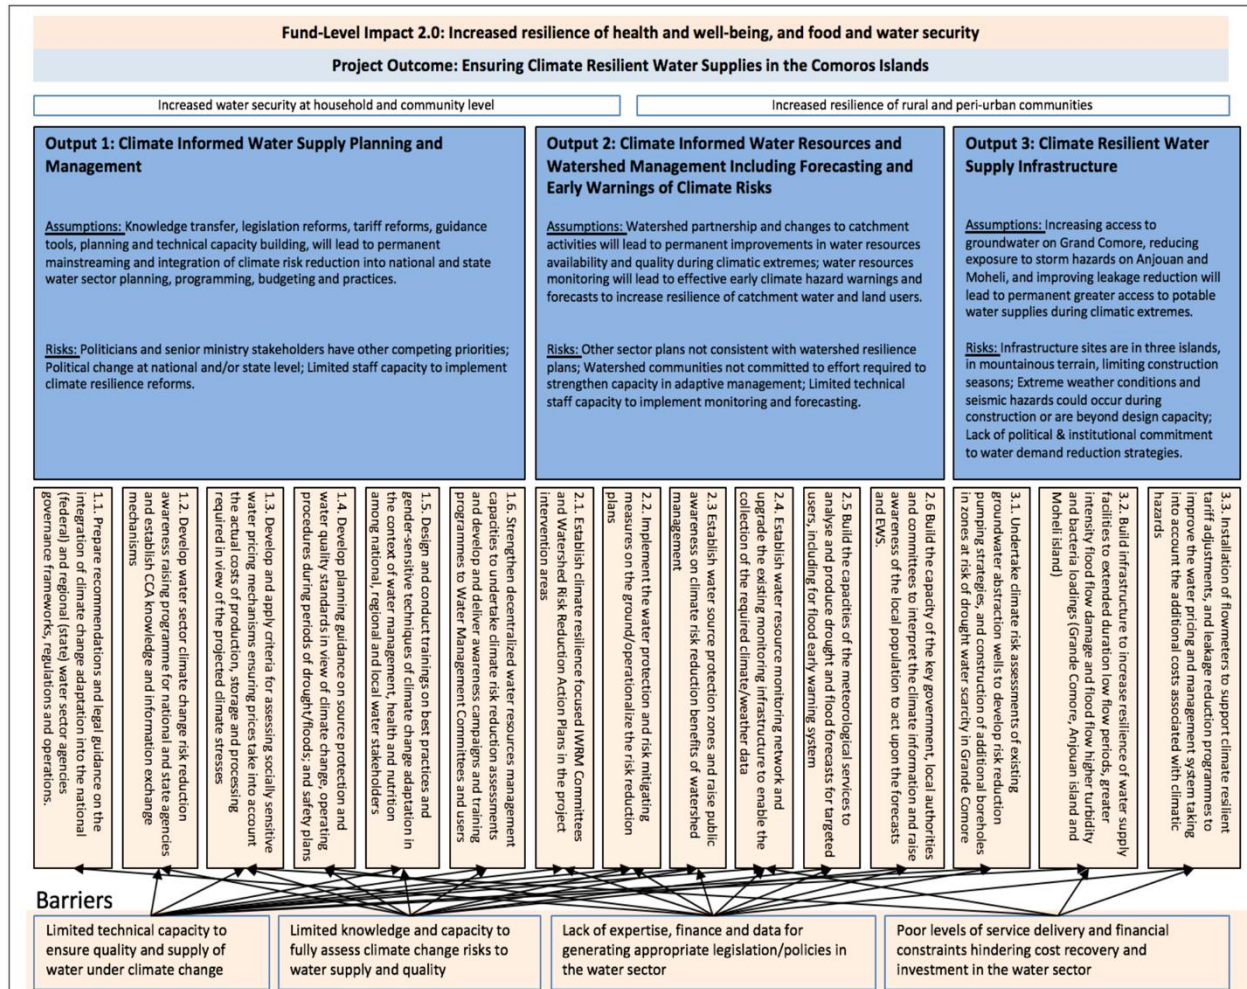 Fund-Level Impact 2.0: Increased resilience of health and well-being, and food and water security
Project Outcome: Ensuring Climate Resilient Water Supplies in the Comoros Islands
Increased water security at household and community level
Increased resilience of rural and peri-urban communities
Output 1: Climate Informed Water Supply Planning and
Management
Assumptions: Knowledge transfer, legislation reforms, tariff reforms, guidance
tools, planning and technical capacity building, will lead to permanent
mainstreaming and integration of climate risk reduction into national and state
water sector planning, programming, budgeting and practices.
Risks: Politicians and senior ministry stakeholders have other competing priorities;
Political change at national and/or state level; Limited staff capacity to implement
climate resilience reforms.
Output 2: Climate Informed Water Resources and
Watershed Management Including Forecasting and
Early Warnings of Climate Risks
Assumptions: Watershed partnership and changes to catchment
activities will lead to permanent improvements in water resources
availability and quality during climatic extremes; water resources
monitoring will lead to effective early climate hazard warnings and
forecasts to increase resilience of catchment water and land users.
Risks: Other sector plans not consistent with watershed resilience
plans; Watershed communities not committed to effort required to
strengthen capacity in adaptive management; Limited technical
staff capacity to implement monitoring and forecasting.
Output 3: Climate Resilient Water
Supply Infrastructure
Assumptions: Increasing access to
groundwater on Grand Comore, reducing
exposure to storm hazards on Anjouan and
Moheli, and improving leakage reduction will
lead to permanent greater access to potable
water supplies during climatic extremes.
Risks: Infrastructure sites are in three islands,
in mountainous terrain, limiting construction
seasons; Extreme weather conditions and
seismic hazards could occur during
construction or are beyond design capacity;
Lack of political & institutional commitment
to water demand reduction strategies.
1.1. Prepare recommendations and legal guidance on the
integration of climate change adaptation into the national
(federal) and regional (state) water sector agencies
governance frameworks, regulations and operations.
1.2. Develop water sector climate change risk reduction
awareness raising programme for national and state agencies
and establish CCA knowledge and information exchange
mechanisms
1.3. Develop and apply criteria for assessing socially sensitive
water pricing mechanisms ensuring prices take into account
the actual costs of production, storage and processing
required in view of the projected climate stresses
1.4. Develop planning guidance on source protection and
water quality standards in view of climate change, operating
procedures during periods of drought/floods; and safety plans
1.5. Design and conduct trainings on best practices and
gender-sensitive techniques of climate change adaptation in
the context of water management, health and nutrition
among national, regional and local water stakeholders
1.6. Strengthen decentralized water resources management
capacities to undertake climate risk reduction assessments
and develop and deliver awareness campaigns and training
programmes to Water Management Committees and users
2.1. Establish climate resilience focused IWRM Committees
and Watershed Risk Reduction Action Plans in the project
intervention areas
2.2. Implement the water protection and risk mitigating
measures on the ground/operationalize the risk reduction
plans
2.3 Establish water source protection zones and raise public
awareness on climate risk reduction benefits of watershed
management
2.4. Establish water resource monitoring network and
upgrade the existing monitoring infrastructure to enable the
collection of the required climate/weather data
2.5 Build the capacities of the meteorological services to
analyse and produce drought and flood forecasts for targeted
users, including for flood early warning system
2.6 Build the capacity of the key government, local authorities
and committees to interpret the climate information and raise
awareness of the local population to act upon the forecasts
and EWS.
3.1. Undertake climate risk assessments of existing
groundwater abstraction wells to develop risk reduction
pumping strategies, and construction of additional boreholes
in zones at risk of drought water scarcity in Grande Comore
3.2. Build infrastructure to increase resilience of water supply
facilities to extended duration low flow periods, greater
intensity flood flow damage and flood flow higher turbidity
and bacteria loadings (Grande Comore, Anjouan island and
Moheli island)
3.3. Installation of flowmeters to support climate resilient
tariff adjustments, and leakage reduction programmes to
improve the water pricing and management system taking
into account the additional costs associated with climatic
hazards
Barriers
Limited technical capacity to
ensure quality and supply of
water under climate change
Limited knowledge and capacity to
fully assess climate change risks to
water supply and quality
Lack of expertise, finance and data for
generating appropriate legislation/policies in
the water sector
Poor levels of service delivery and financial
constraints hindering cost recovery and
investment in the water sector